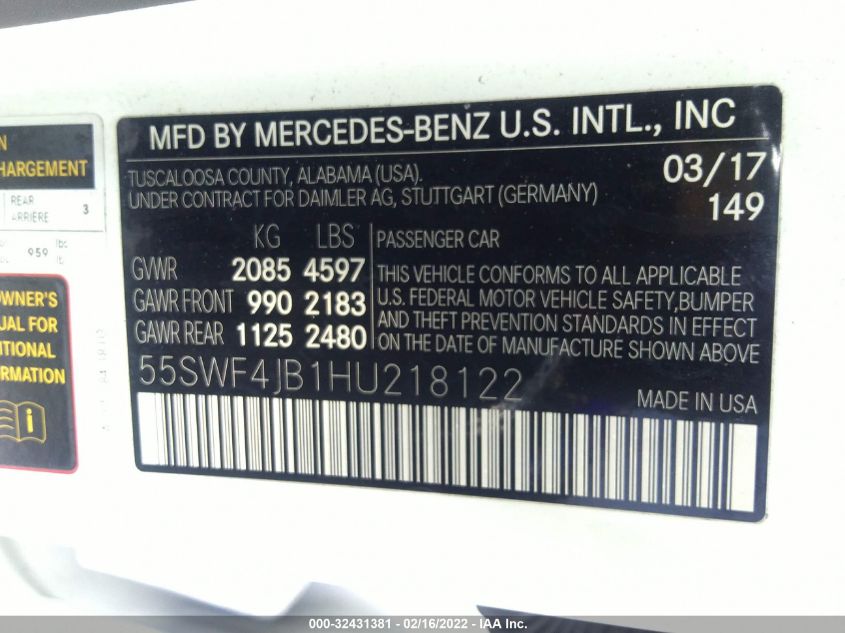 N
HARGEMENT
REAR
ARRIÈRE 3
959 lbc
lb
OWNER'S
UAL FOR
ITIONAL
ORMATION
MFD BY MERCEDES-BENZ U.S. INTL., INC
TUSCALOOSA COUNTY, ALABAMA (USA).
UNDER CONTRACT FOR DAIMLER AG, STUTTGART (GERMANY)
03/17
149
KG LBS
GVWR 2085 4597
GAWR FRONT 990 2183
GAWR REAR 1125 2480
PASSENGER CAR
THIS VEHICLE CONFORMS TO ALL APPLICABLE
U.S. FEDERAL MOTOR VEHICLE SAFETY,BUMPER
AND THEFT PREVENTION STANDARDS IN EFFECT
ON THE DATE OF MANUFACTURE SHOWN ABOVE
55SWF4JB1HU218122
MADE IN USA
000-32431381 - 02/16/2022 - IAA Inc.